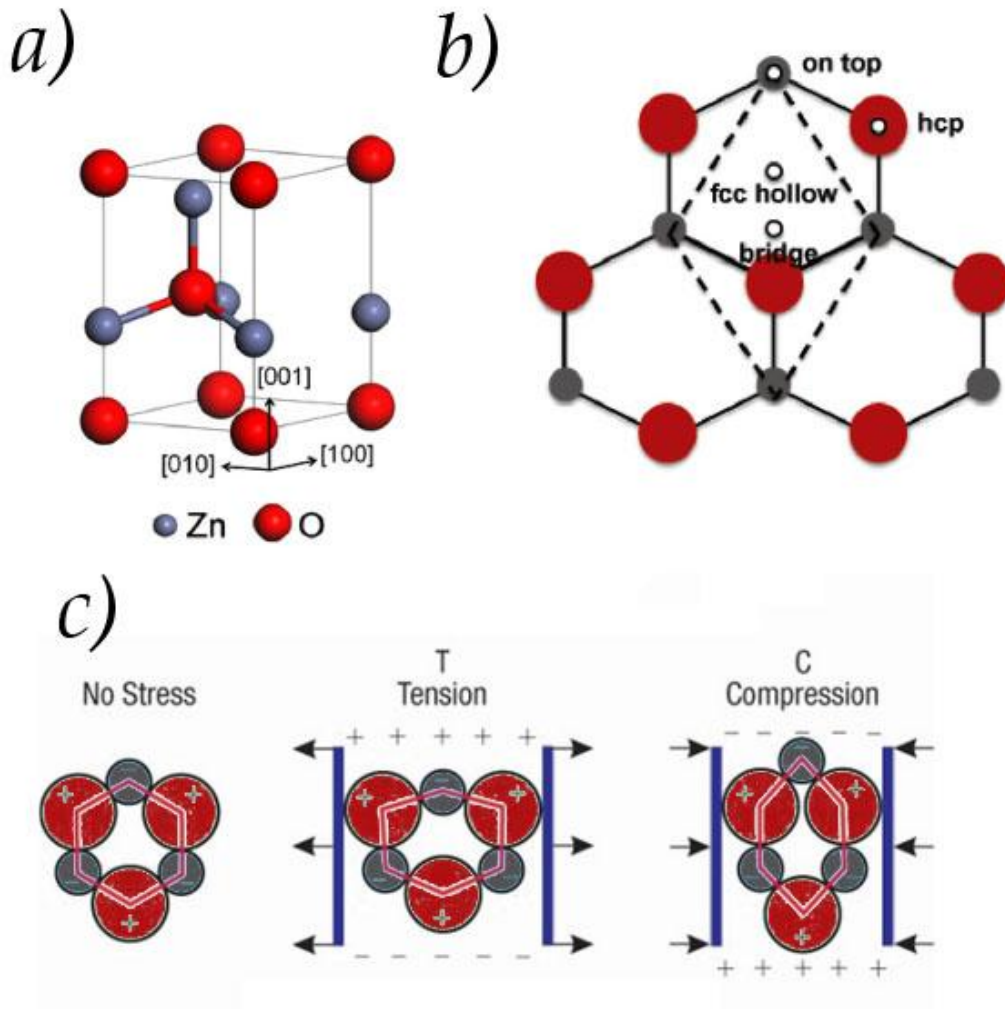 a)
[001]
[010]
[100]
Zn
O
b)
on top
hcp
fcc hollow
bridge
c)
No Stress
T
Tension
C
Compression
+ + + + +
– – – – –
– – – – –
+ + + + +
– + +
– –
+
– + +
– –
+
– + +
– –
+